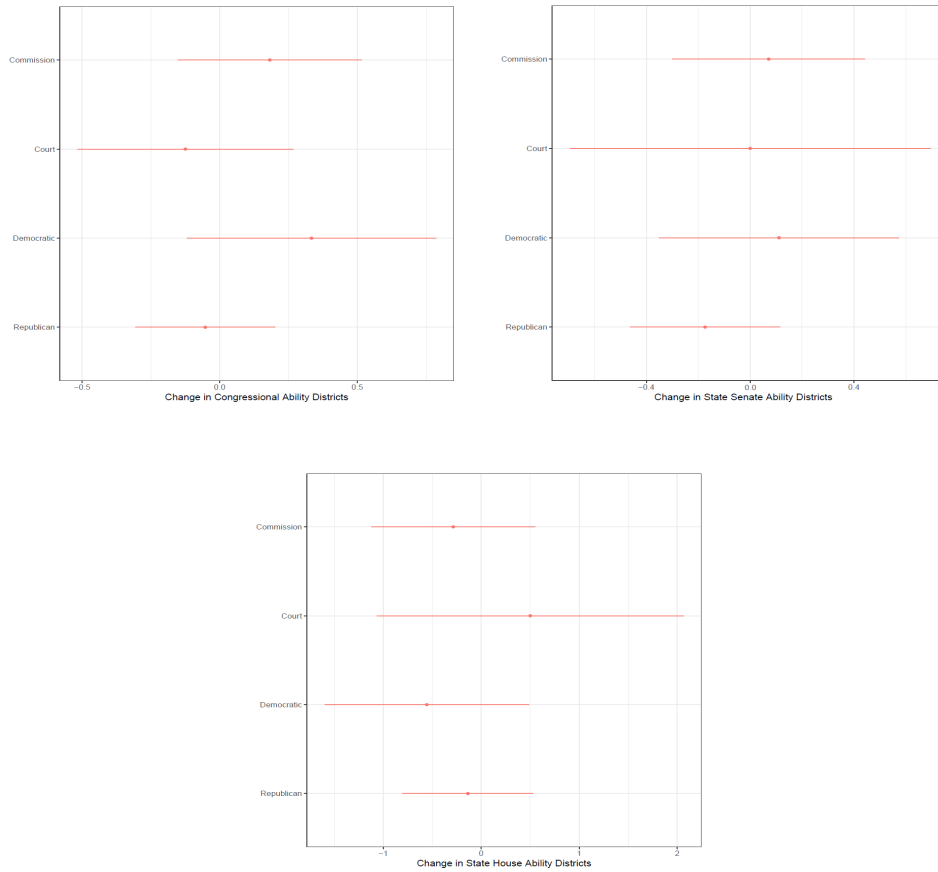 Commission
Court
Democratic
Republican
−0.5 0.0 0.5
Change in Congressional Ability Districts
Commission
Court
Democratic
Republican
−0.4 0.0 0.4
Change in State Senate Ability Districts
Commission
Court
Democratic
Republican
−1 0 1 2
Change in State House Ability Districts